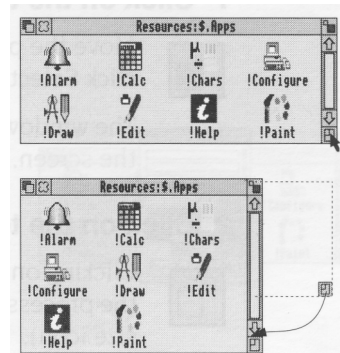 Resources:$.Apps
!Alarm !Calc !Chars !Configure
!Draw !Edit !Help !Paint
Resources:$.Apps
!Alarm !Calc !Chars
!Configure !Draw !Edit
!Help !Paint